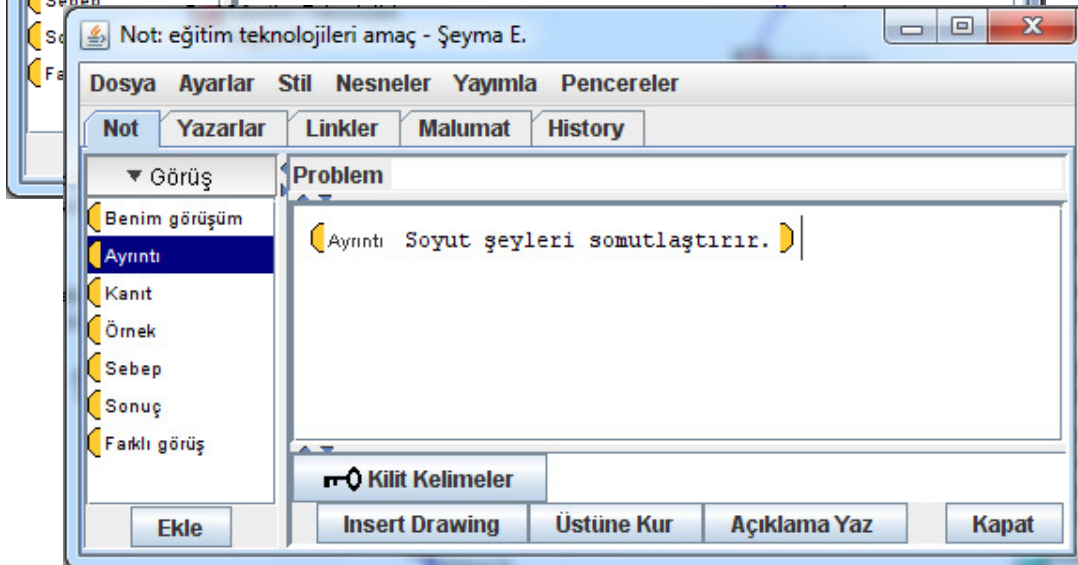 Not: eğitim teknolojileri amaç - Şeyma E.
Dosya Ayarlar Stil Nesneler Yayımla Pencereler
Not Yazarlar Linkler Malumat History
Görüş
Problem
Benim görüşüm
Ayrıntı
Kanıt
Örnek
Sebep
Sonuç
Farklı görüş
Ayrıntı Soyut şeyleri somutlaştırır.
Kilit Kelimeler
Ekle
Insert Drawing Üstüne Kur Açıklama Yaz Kapat